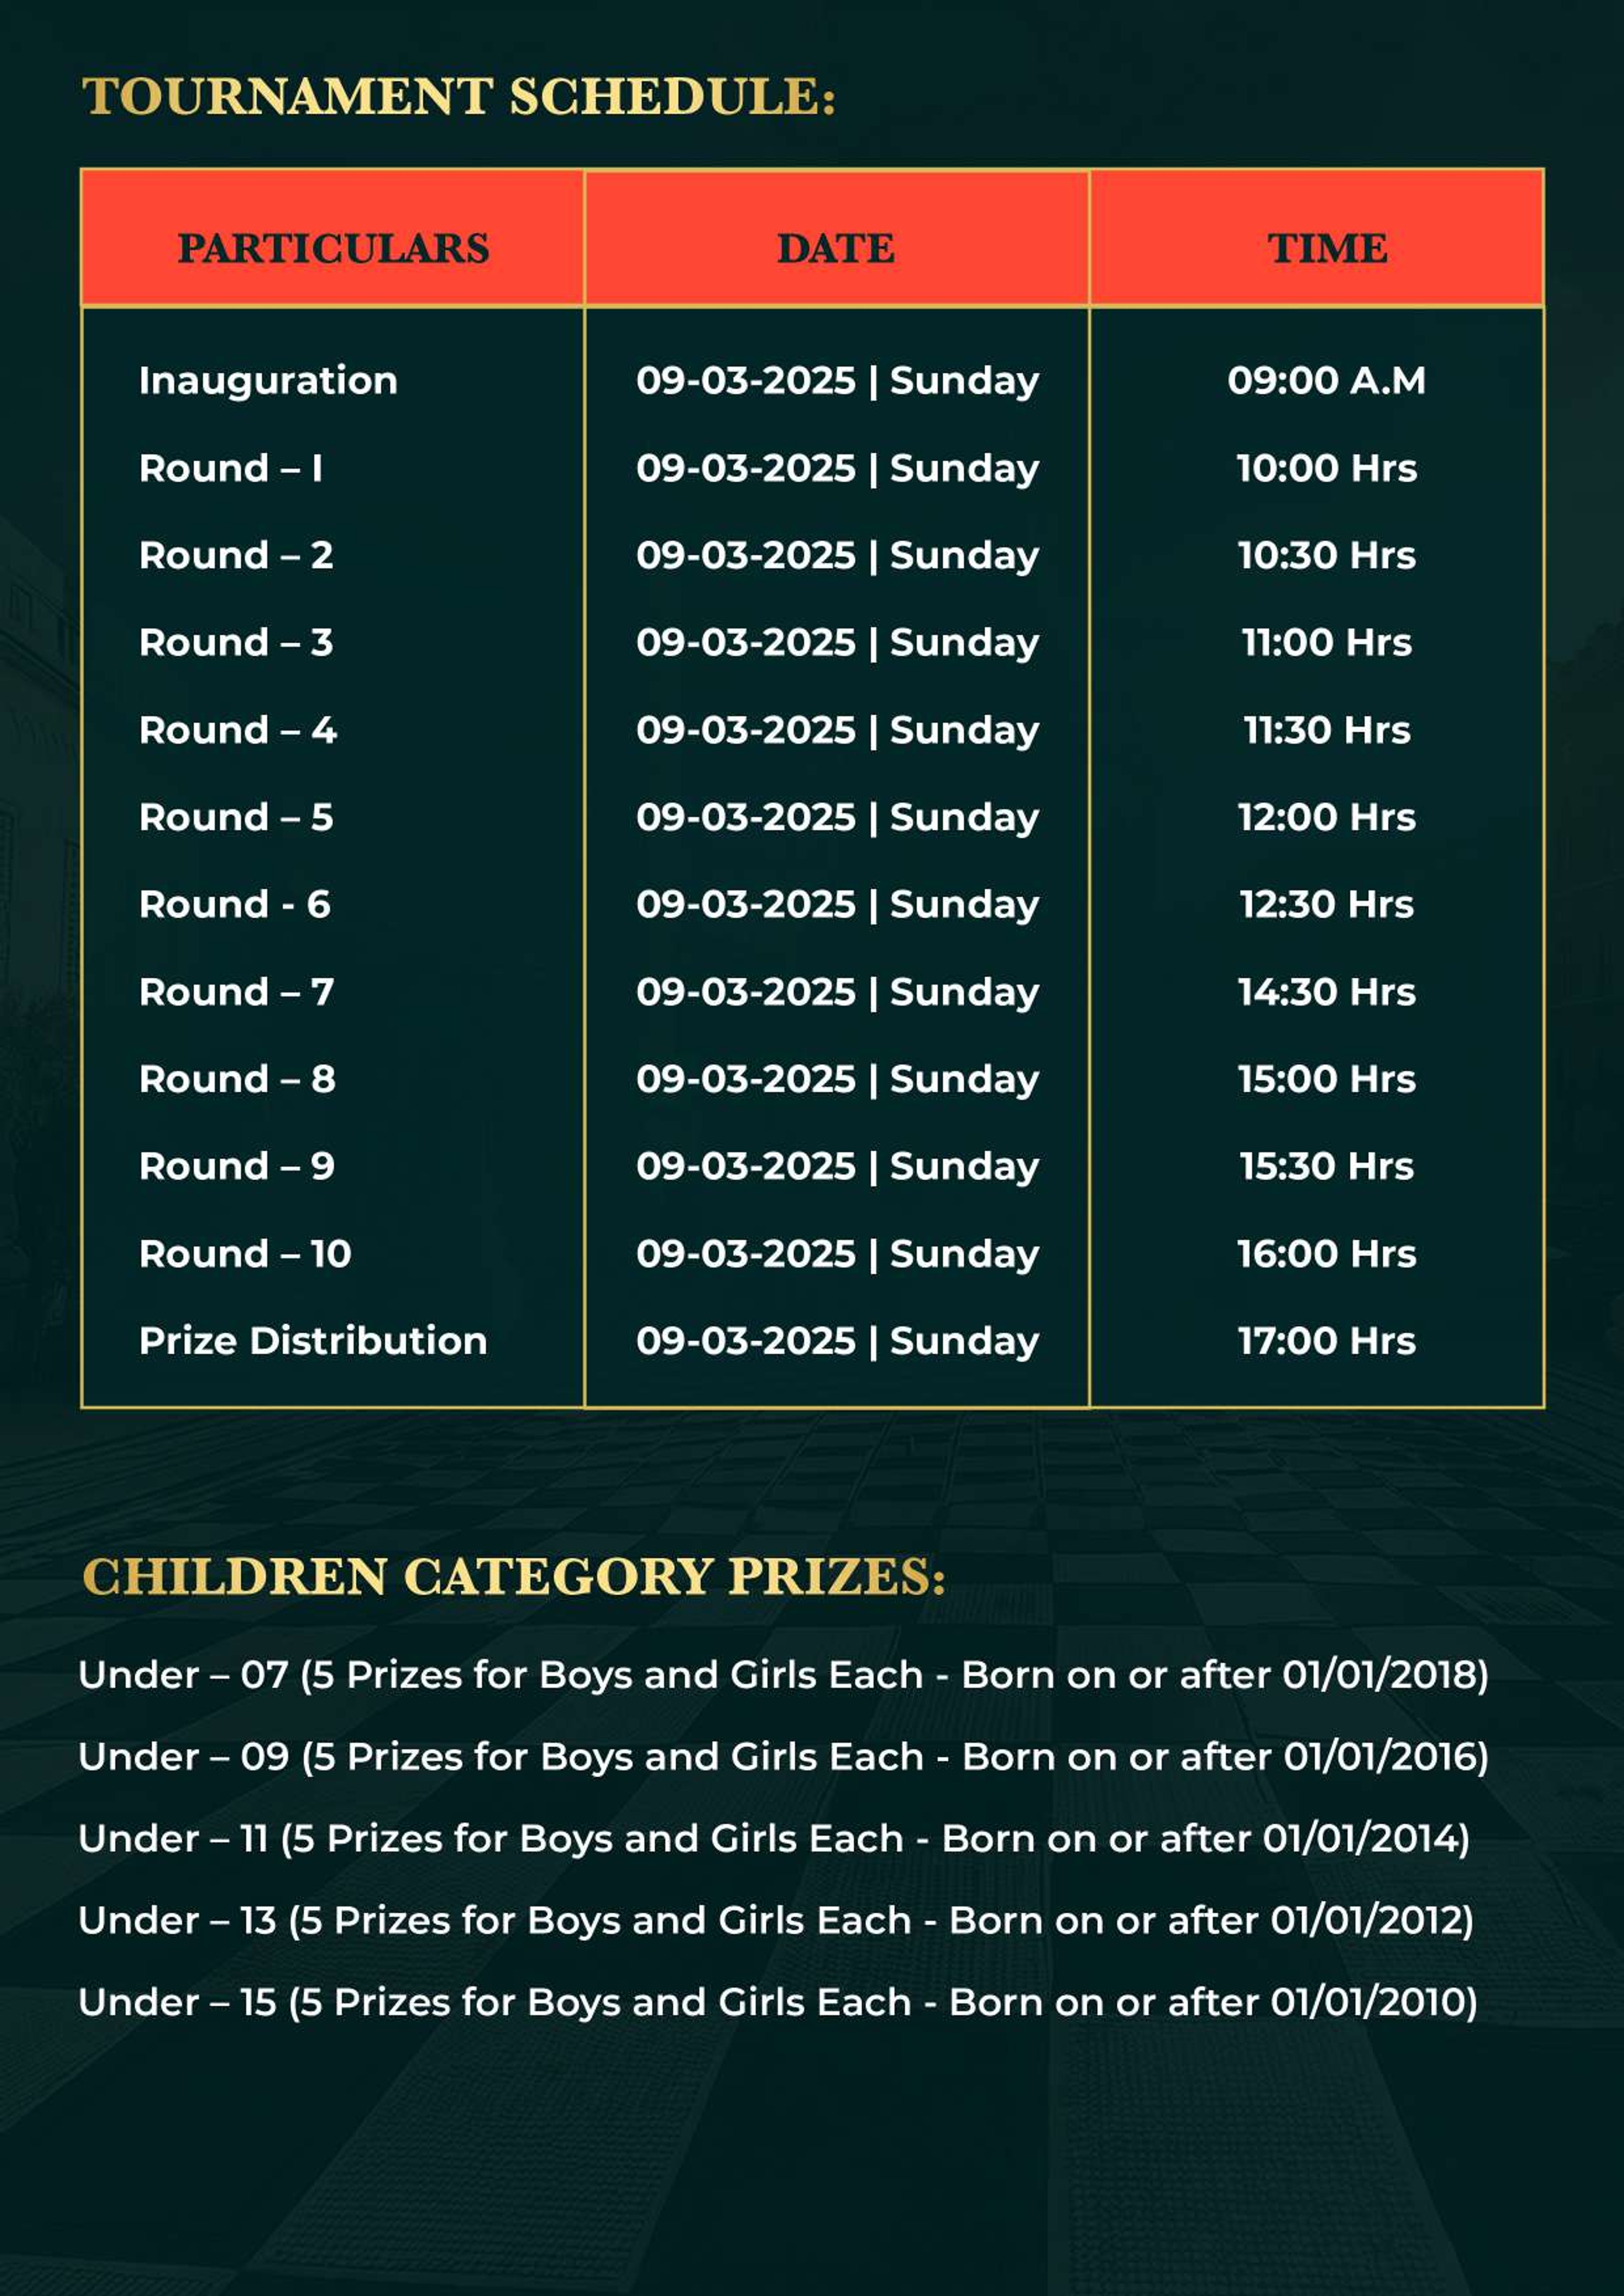 TOURNAMENT SCHEDULE:
PARTICULARS DATE TIME
Inauguration 09-03-2025 | Sunday 09:00 A.M
Round – I 09-03-2025 | Sunday 10:00 Hrs
Round – 2 09-03-2025 | Sunday 10:30 Hrs
Round – 3 09-03-2025 | Sunday 11:00 Hrs
Round – 4 09-03-2025 | Sunday 11:30 Hrs
Round – 5 09-03-2025 | Sunday 12:00 Hrs
Round - 6 09-03-2025 | Sunday 12:30 Hrs
Round – 7 09-03-2025 | Sunday 14:30 Hrs
Round – 8 09-03-2025 | Sunday 15:00 Hrs
Round – 9 09-03-2025 | Sunday 15:30 Hrs
Round – 10 09-03-2025 | Sunday 16:00 Hrs
Prize Distribution 09-03-2025 | Sunday 17:00 Hrs
CHILDREN CATEGORY PRIZES:
Under – 07 (5 Prizes for Boys and Girls Each - Born on or after 01/01/2018)
Under – 09 (5 Prizes for Boys and Girls Each - Born on or after 01/01/2016)
Under – 11 (5 Prizes for Boys and Girls Each - Born on or after 01/01/2014)
Under – 13 (5 Prizes for Boys and Girls Each - Born on or after 01/01/2012)
Under – 15 (5 Prizes for Boys and Girls Each - Born on or after 01/01/2010)